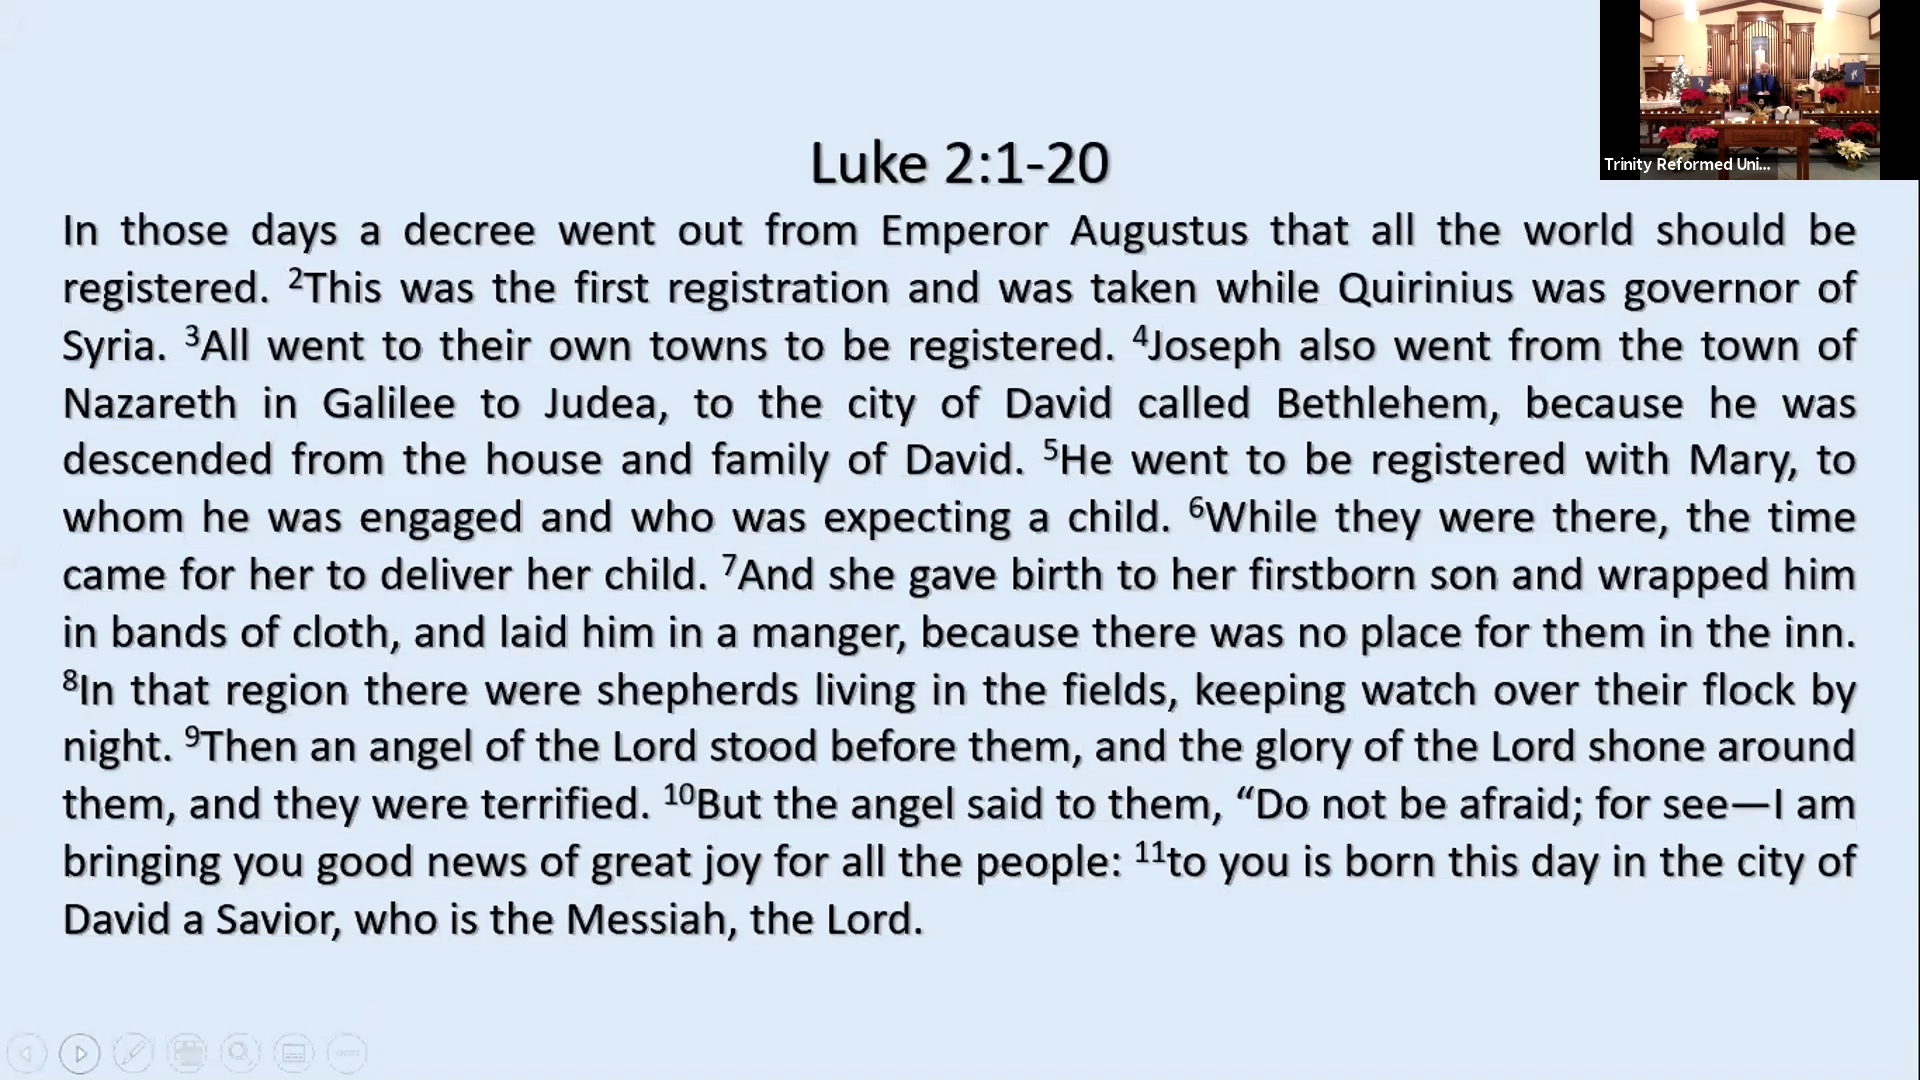 Luke 2:1-20
In those days a decree went out from Emperor Augustus that all the world should be
registered. 2This was the first registration and was taken while Quirinius was governor of
Syria. 3All went to their own towns to be registered. 4Joseph also went from the town of
Nazareth in Galilee to Judea, to the city of David called Bethlehem, because he was
descended from the house and family of David. 5He went to be registered with Mary, to
whom he was engaged and who was expecting a child. 6While they were there, the time
came for her to deliver her child. 7And she gave birth to her firstborn son and wrapped him
in bands of cloth, and laid him in a manger, because there was no place for them in the inn.
8In that region there were shepherds living in the fields, keeping watch over their flock by
night. 9Then an angel of the Lord stood before them, and the glory of the Lord shone around
them, and they were terrified. 10But the angel said to them, “Do not be afraid; for see—I am
bringing you good news of great joy for all the people: 11to you is born this day in the city of
David a Savior, who is the Messiah, the Lord.
Trinity Reformed Uni...